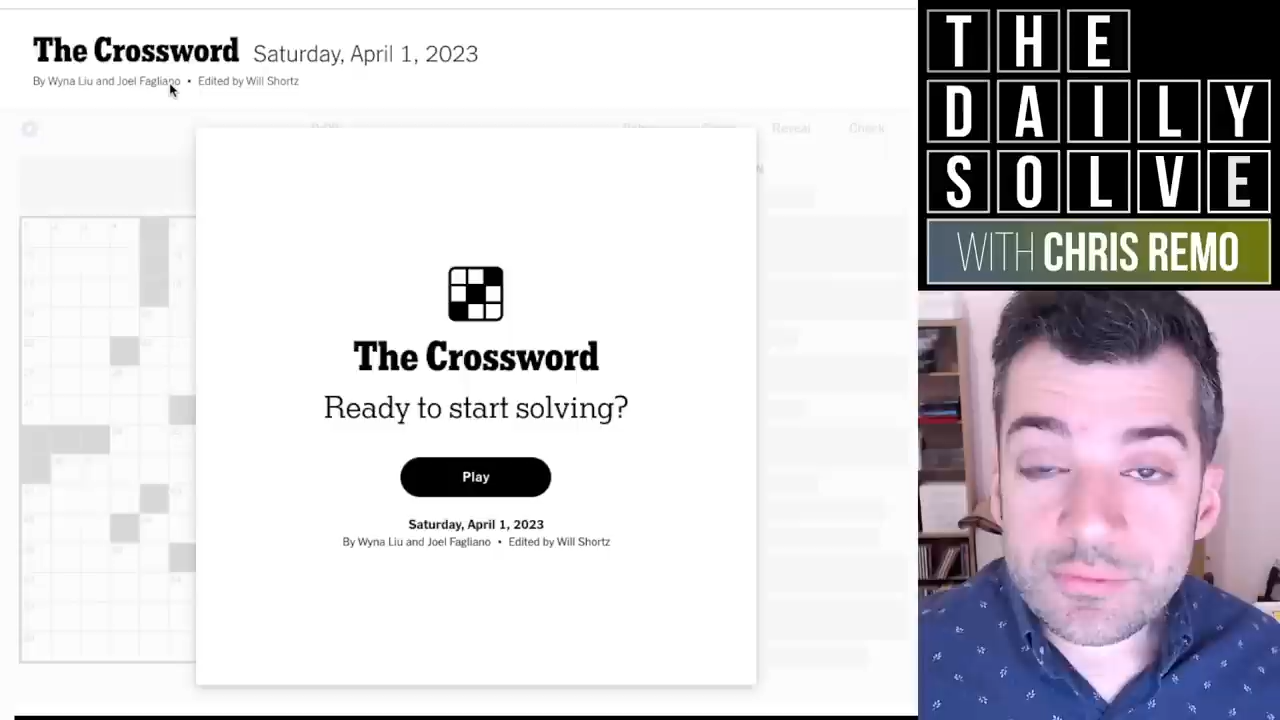 The Crossword Saturday, April 1, 2023
By Wyna Liu and Joel Fagliano • Edited by Will Shortz
Reveal Check
The Crossword
Ready to start solving?
Play
Saturday, April 1, 2023
By Wyna Liu and Joel Fagliano • Edited by Will Shortz
THE
DAILY
SOLVE
WITH CHRIS REMO